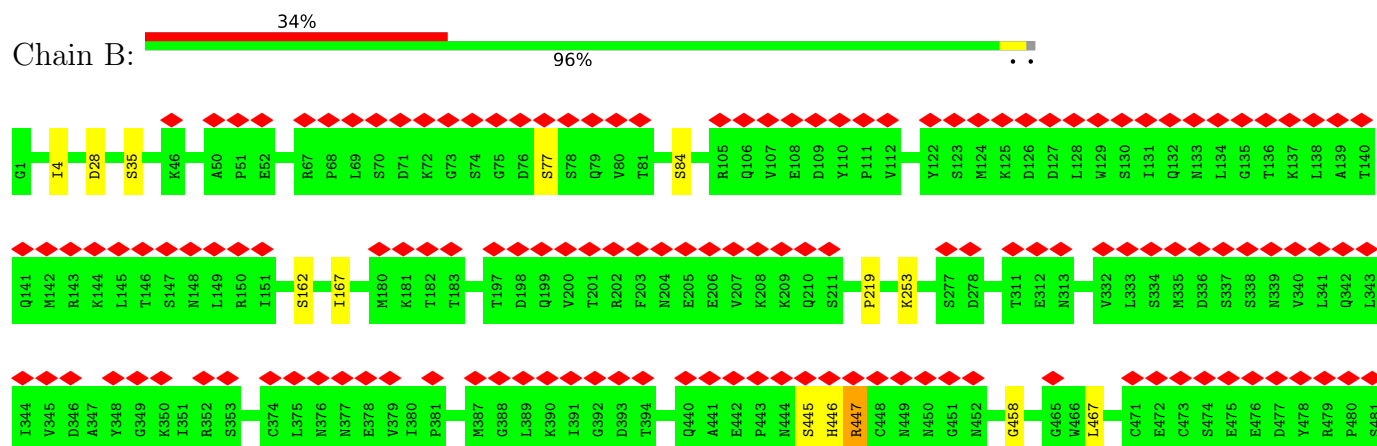 34%
Chain B:
96%
. .
G1 I4 D28 S35 K46 A50 P51 E52 R67 P68 L69 S70 D71 K72 G73 S74 G75 D76 S77 S78 Q79 V80 T81 S84 R105 Q106 V107 E108 D109 Y110 P111 V112 Y122 S123 M124 K125 D126 D127 L128 W129 S130 I131 Q132 N133 L134 G135 T136 K137 L138 A139 T140
Q141 M142 R143 K144 L145 T146 S147 N148 L149 R150 I151 S162 I167 M180 K181 T182 T183 T197 D198 Q199 V200 T201 R202 F203 N204 E205 E206 V207 K208 K209 Q210 S211 P219 K253 S277 D278 T311 E312 N313 V332 L333 S334 M335 D336 S337 S338 N339 V340 L341 Q342 L343
I344 V345 D346 A347 Y348 G349 K350 I351 R352 S353 C374 L375 N376 N377 E378 V379 I380 P381 M387 G388 L389 K390 I391 G392 D393 T394 Q440 A441 E442 P443 N444 S445 H446 R447 C448 N449 N450 G451 N452 G458 G465 W466 L467 C471 E472 C473 S474 E475 E476 D477 Y478 R479 P480 S481